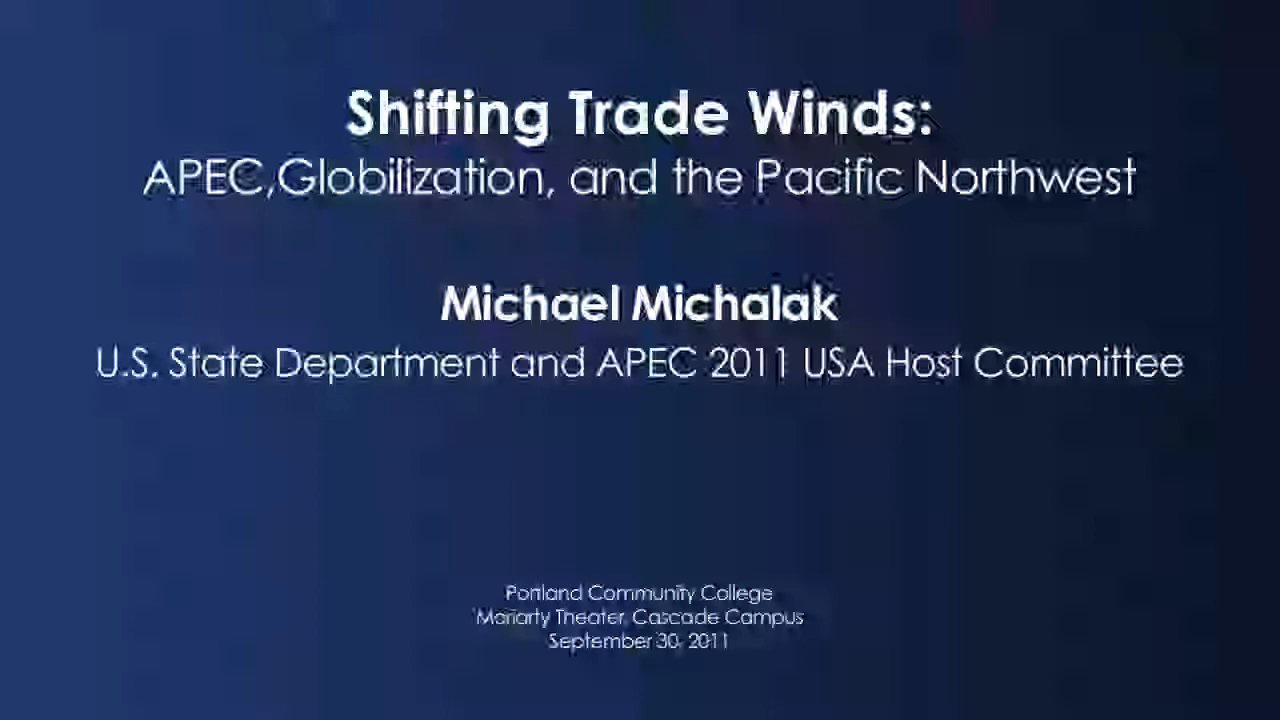 Shifting Trade Winds:
APEC,Globilization, and the Pacific Northwest
Michael Michalak
U.S. State Department and APEC 2011 USA Host Committee
Portland Community College
Moriarty Theater, Cascade Campus
September 30, 2011